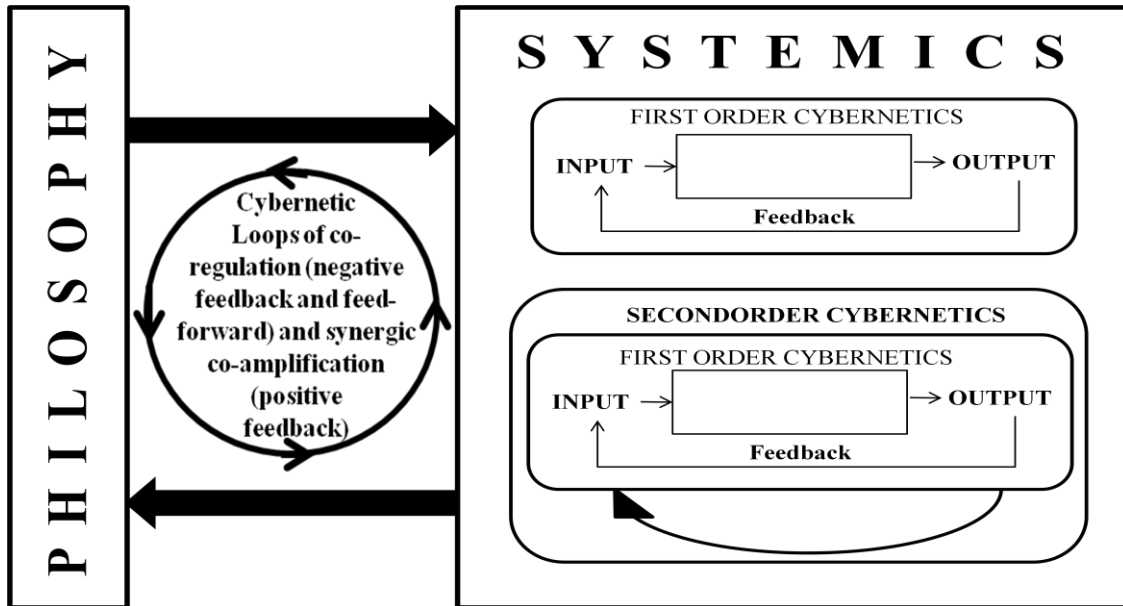 PHILOSOPHY
Cybernetic
Loops of co-
regulation (negative
feedback and feed-
forward) and synergic
co-amplification
(positive
feedback)
SYSTEMICS
FIRST ORDER CYBERNETICS
INPUT OUTPUT
Feedback
SECONDORDER CYBERNETICS
FIRST ORDER CYBERNETICS
INPUT OUTPUT
Feedback